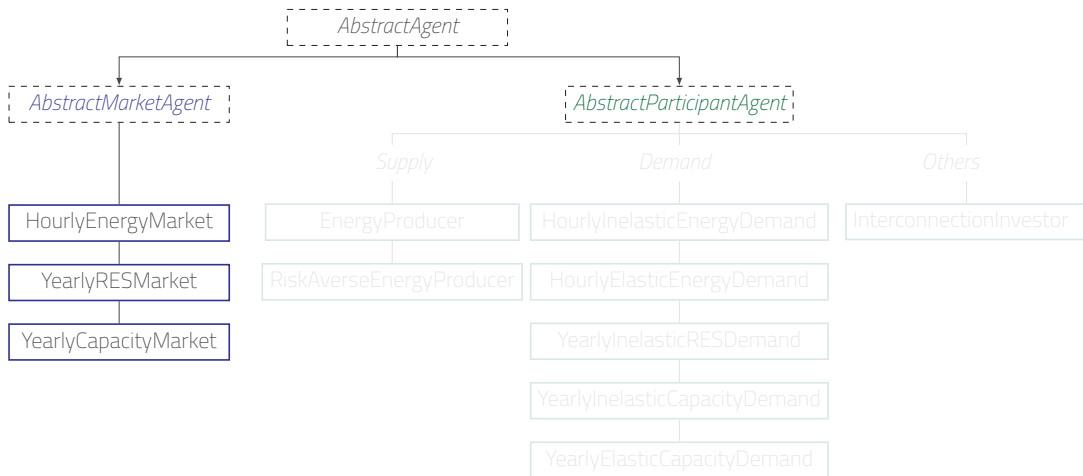 AbstractAgent
AbstractMarketAgent
AbstractParticipantAgent
Supply
Demand
Others
HourlyEnergyMarket
EnergyProducer
HourlyInelasticEnergyDemand
InterconnectionInvestor
YearlyRESMarket
RiskAverseEnergyProducer
HourlyElasticEnergyDemand
YearlyCapacityMarket
YearlyInelasticRESDemand
YearlyInelasticCapacityDemand
YearlyElasticCapacityDemand